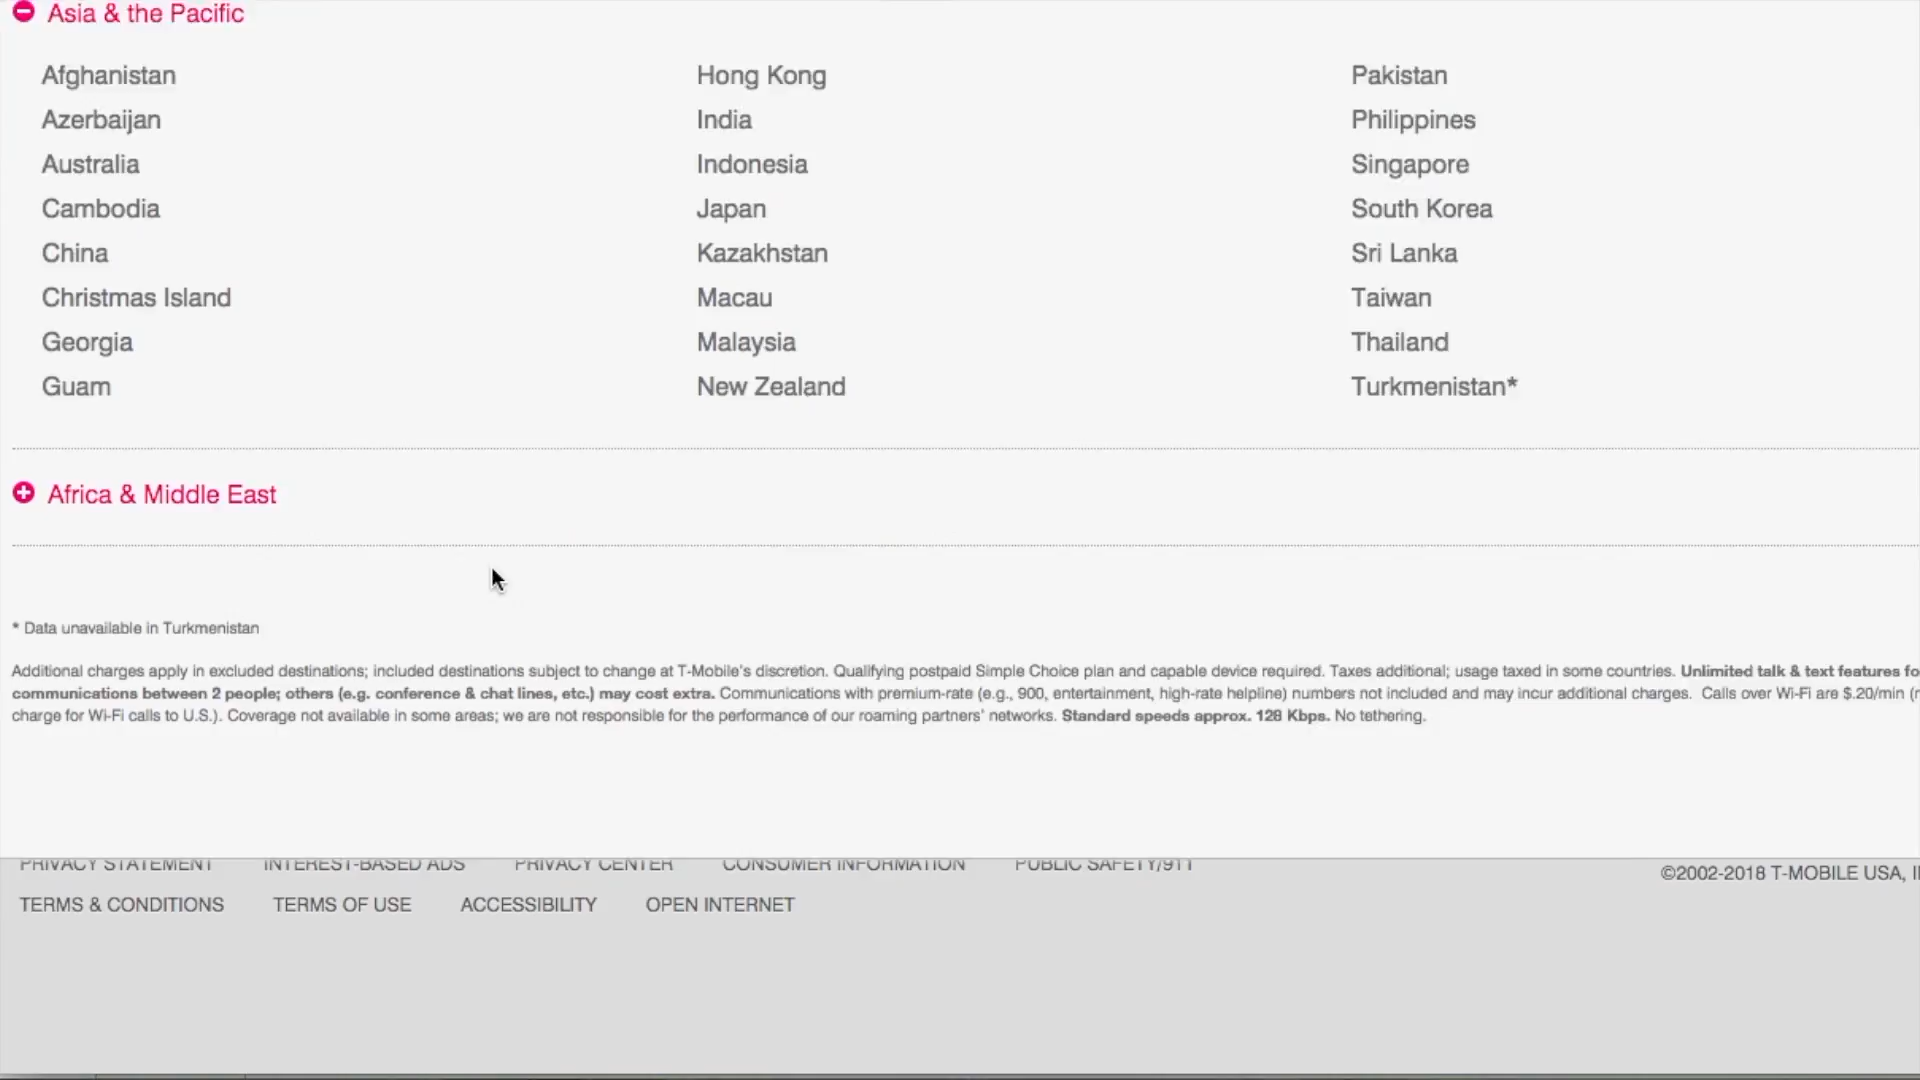 Asia & the Pacific
Afghanistan
Azerbaijan
Australia
Cambodia
China
Christmas Island
Georgia
Guam
Hong Kong
India
Indonesia
Japan
Kazakhstan
Macau
Malaysia
New Zealand
Pakistan
Philippines
Singapore
South Korea
Sri Lanka
Taiwan
Thailand
Turkmenistan*
Africa & Middle East
* Data unavailable in Turkmenistan
Additional charges apply in excluded destinations; included destinations subject to change at T-Mobile's discretion. Qualifying postpaid Simple Choice plan and capable device required. Taxes additional; usage taxed in some countries. Unlimited talk & text features fo
communications between 2 people; others (e.g. conference & chat lines, etc.) may cost extra. Communications with premium-rate (e.g., 900, entertainment, high-rate helpline) numbers not included and may incur additional charges. Calls over Wi-Fi are $.20/min (
charge for Wi-Fi calls to U.S.). Coverage not available in some areas; we are not responsible for the performance of our roaming partners' networks. Standard speeds approx. 128 Kbps. No tethering.
PRIVACY STATEMENT INTEREST-BASED ADS PRIVACY CENTER CONSUMER INFORMATION PUBLIC SAFETY/911
©2002-2018 T-MOBILE USA,
TERMS & CONDITIONS TERMS OF USE ACCESSIBILITY OPEN INTERNET